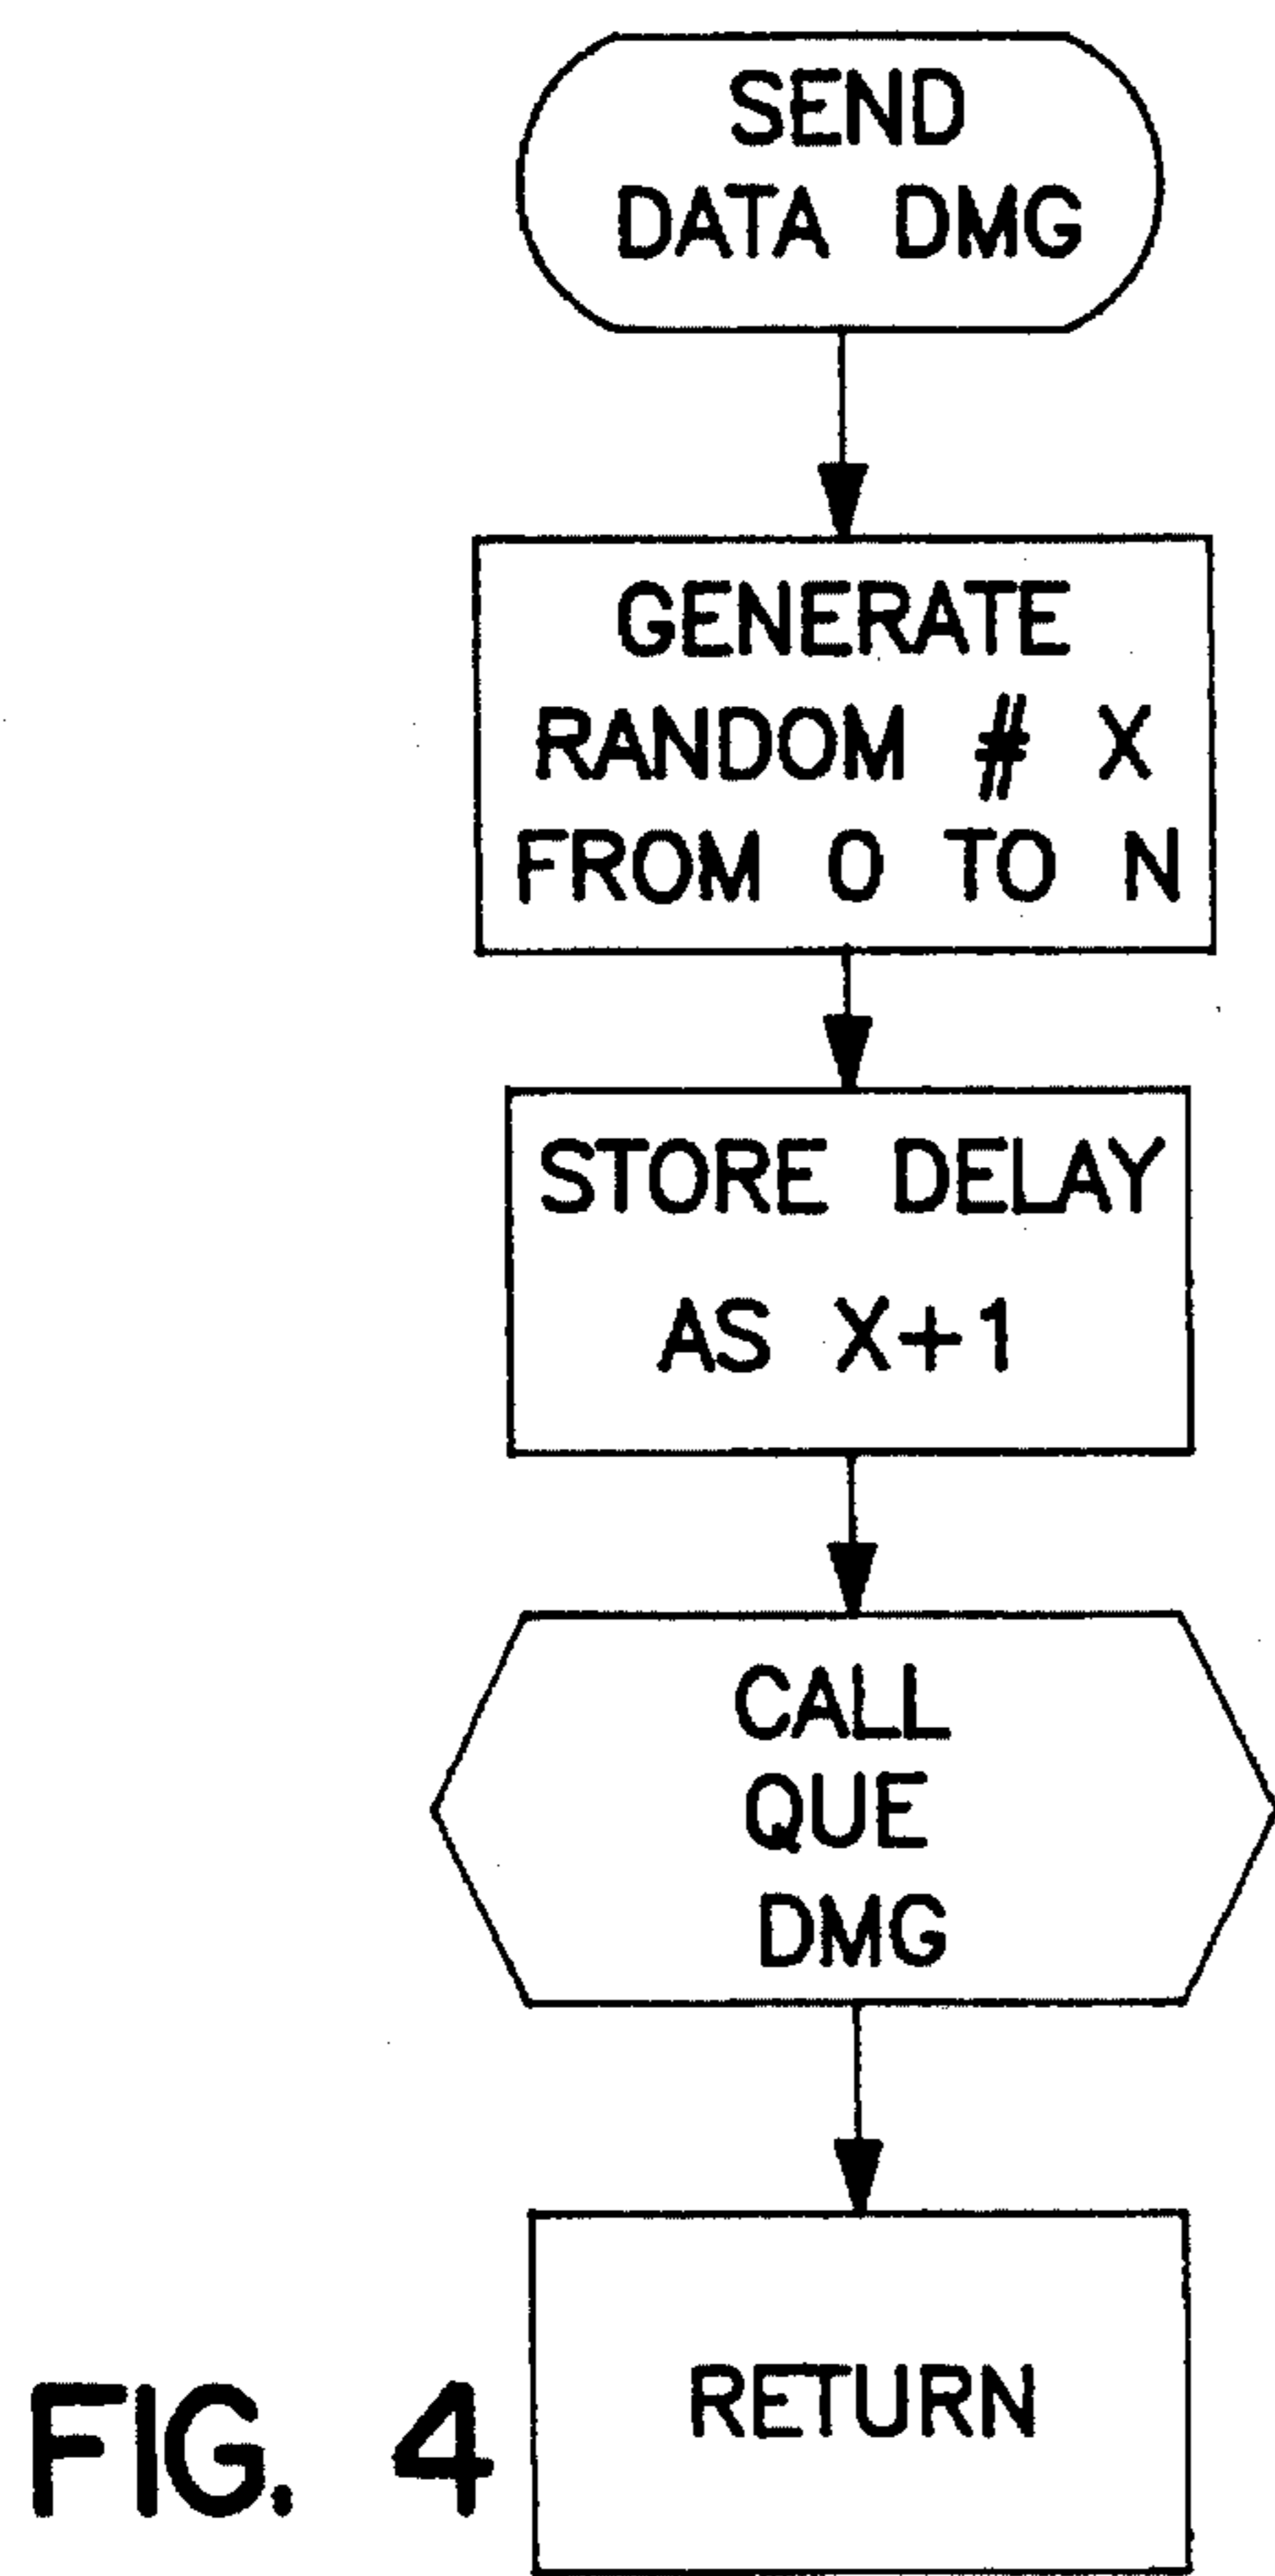 SEND
DATA DMG
GENERATE
RANDOM # X
FROM 0 TO N
STORE DELAY
AS X+1
CALL
QUE
DMG
RETURN
FIG. 4